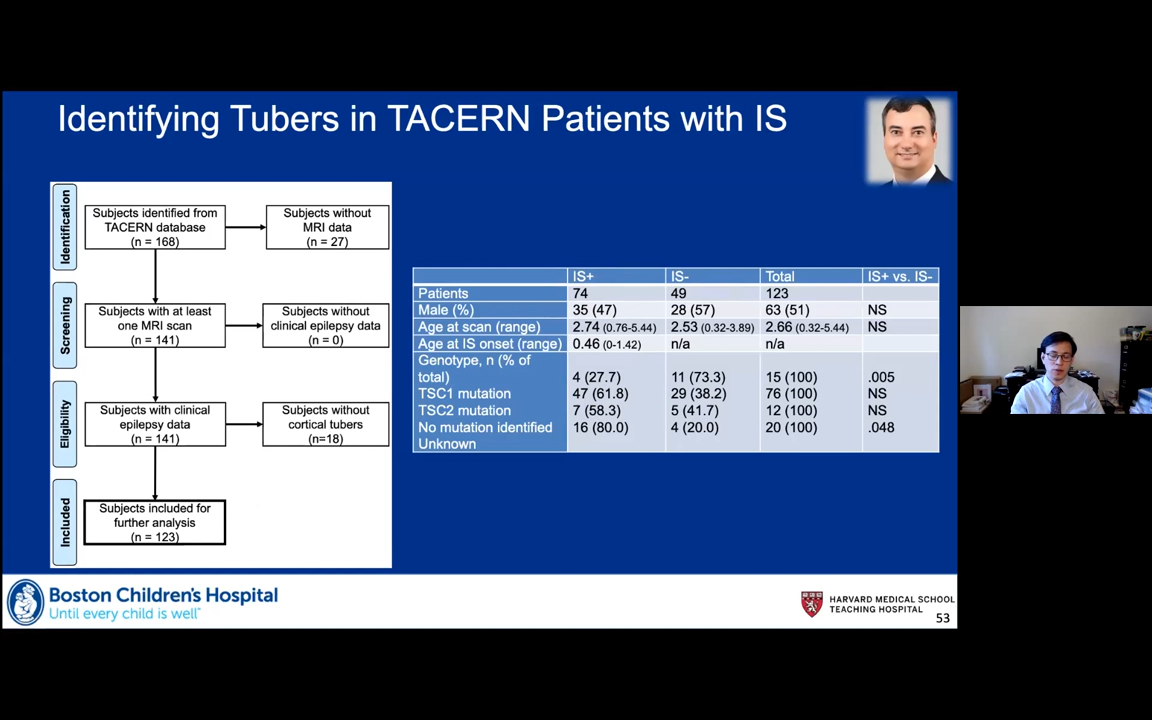 Identifying Tubers in TACERN Patients with IS
Identification
Subjects identified from
TACERN database
(n = 168)
Subjects without
MRI data
(n = 27)
Screening
Subjects with at least
one MRI scan
(n = 141)
Subjects without
clinical epilepsy data
(n = 0)
Eligibility
Subjects with clinical
epilepsy data
(n = 141)
Subjects without
cortical tubers
(n=18)
Included
Subjects included for
further analysis
(n = 123)
IS+ IS- Total IS+ vs. IS-
Patients 74 49 123
Male (%) 35 (47) 28 (57) 63 (51) NS
Age at scan (range) 2.74 (0.76-5.44) 2.53 (0.32-3.89) 2.66 (0.32-5.44) NS
Age at IS onset (range) 0.46 (0-1.42) n/a n/a
Genotype, n (% of
total) 4 (27.7) 11 (73.3) 15 (100) .005
TSC1 mutation 47 (61.8) 29 (38.2) 76 (100) NS
TSC2 mutation 7 (58.3) 5 (41.7) 12 (100) NS
No mutation identified 16 (80.0) 4 (20.0) 20 (100) .048
Unknown
Boston Children's Hospital
Until every child is well™
HARVARD MEDICAL SCHOOL
TEACHING HOSPITAL
53